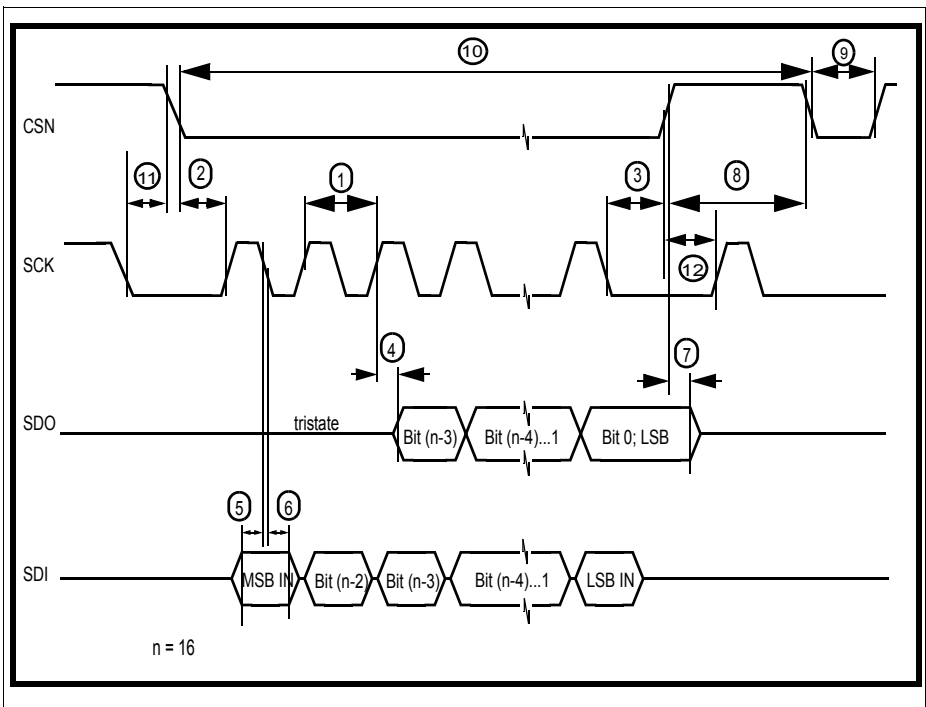 10
9
CSN
11
2
1
3
8
SCK
12
4
7
SDO
tristate
Bit (n-3)
Bit (n-4)...1
Bit 0; LSB
5
6
SDI
MSB IN
Bit (n-2)
Bit (n-3)
Bit (n-4)...1
LSB IN
n = 16